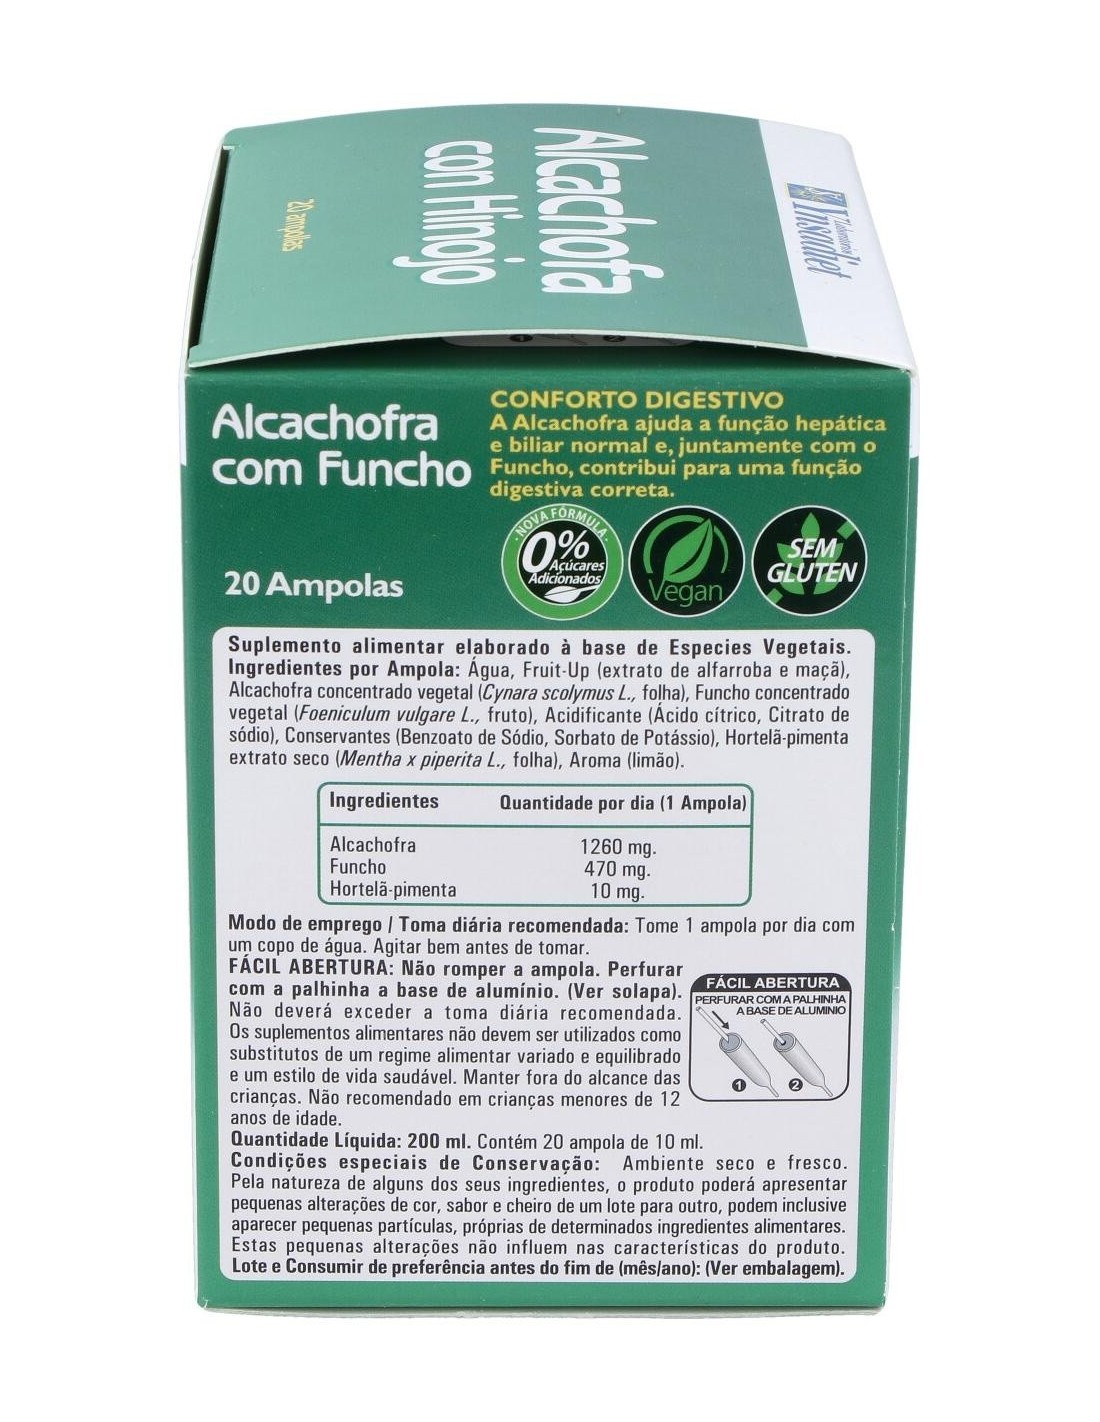 Alcachofa
con Hinojo
20 ampollas
Laboratorios
Insadiet
1 2
Alcachofra
com Funcho
20 Ampolas
CONFORTO DIGESTIVO
A Alcachofra ajuda a função hepática
e biliar normal e, juntamente com o
Funcho, contribui para uma função
digestiva correta.
·NOVA FÓRMULA·
0%
Açúcares
Adicionados
Vegan
SEM
GLUTEN
Suplemento alimentar elaborado à base de Especies Vegetais.
Ingredientes por Ampola: Água, Fruit-Up (extrato de alfarroba e maçã),
Alcachofra concentrado vegetal (Cynara scolymus L., folha), Funcho concentrado
vegetal (Foeniculum vulgare L., fruto), Acidificante (Ácido cítrico, Citrato de
sódio), Conservantes (Benzoato de Sódio, Sorbato de Potássio), Hortelã-pimenta
extrato seco (Mentha x piperita L., folha), Aroma (limão).
Ingredientes Quantidade por dia (1 Ampola)
Alcachofra 1260 mg.
Funcho 470 mg.
Hortelã-pimenta 10 mg.
Modo de emprego / Toma diária recomendada: Tome 1 ampola por dia com
um copo de água. Agitar bem antes de tomar.
FÁCIL ABERTURA: Não romper a ampola. Perfurar
com a palhinha a base de alumínio. (Ver solapa).
Não deverá exceder a toma diária recomendada.
Os suplementos alimentares não devem ser utilizados como
substitutos de um regime alimentar variado e equilibrado
e um estilo de vida saudável. Manter fora do alcance das
crianças. Não recomendado em crianças menores de 12
anos de idade.
FÁCIL ABERTURA
PERFURAR COM A PALHINHA
A BASE DE ALUMINIO
1 2
Quantidade Líquida: 200 ml. Contém 20 ampola de 10 ml.
Condições especiais de Conservação: Ambiente seco e fresco.
Pela natureza de alguns dos seus ingredientes, o produto poderá apresentar
pequenas alterações de cor, sabor e cheiro de um lote para outro, podem inclusive
aparecer pequenas partículas, próprias de determinados ingredientes alimentares.
Estas pequenas alterações não influem nas características do produto.
Lote e Consumir de preferência antes do fim de (mês/ano): (Ver embalagem).